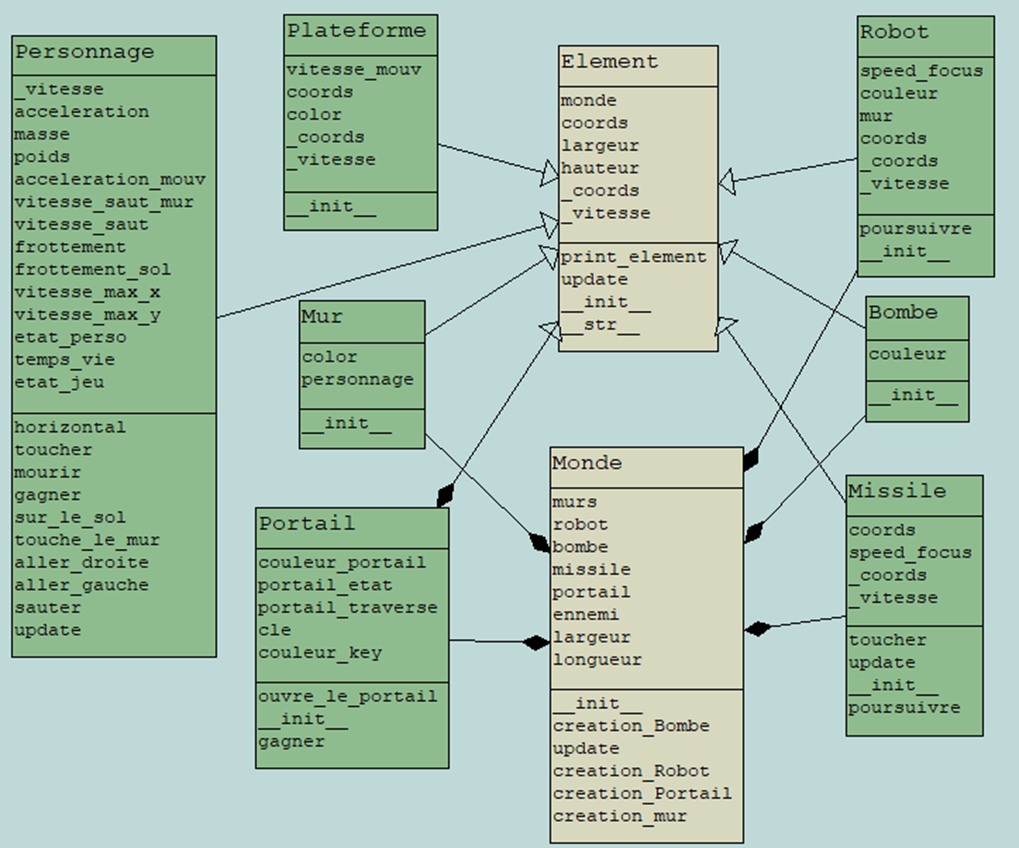 Personnage
_vitesse
acceleration
masse
poids
acceleration_mouv
vitesse_saut_mur
vitesse_saut
frottement
frottement_sol
vitesse_max_x
vitesse_max_y
etat_perso
temps_vie
etat_jeu
horizontal
toucher
mourir
gagner
sur_le_sol
touche_le_mur
aller_droite
aller_gauche
sauter
update
Plateforme
vitesse_mouv
coords
color
_coords
_vitesse
__init__
Element
monde
coords
largeur
hauteur
_coords
_vitesse
print_element
update
__init__
__str__
Robot
speed_focus
couleur
mur
coords
_coords
_vitesse
poursuivre
__init__
Mur
color
personnage
__init__
Bombe
couleur
__init__
Portail
couleur_portail
portail_etat
portail_traverse
cle
couleur_key
ouvre_le_portail
__init__
gagner
Monde
murs
robot
bombe
missile
portail
ennemi
largeur
longueur
__init__
creation_Bombe
update
creation_Robot
creation_Portail
creation_mur
Missile
coords
speed_focus
_coords
_vitesse
toucher
update
__init__
poursuivre